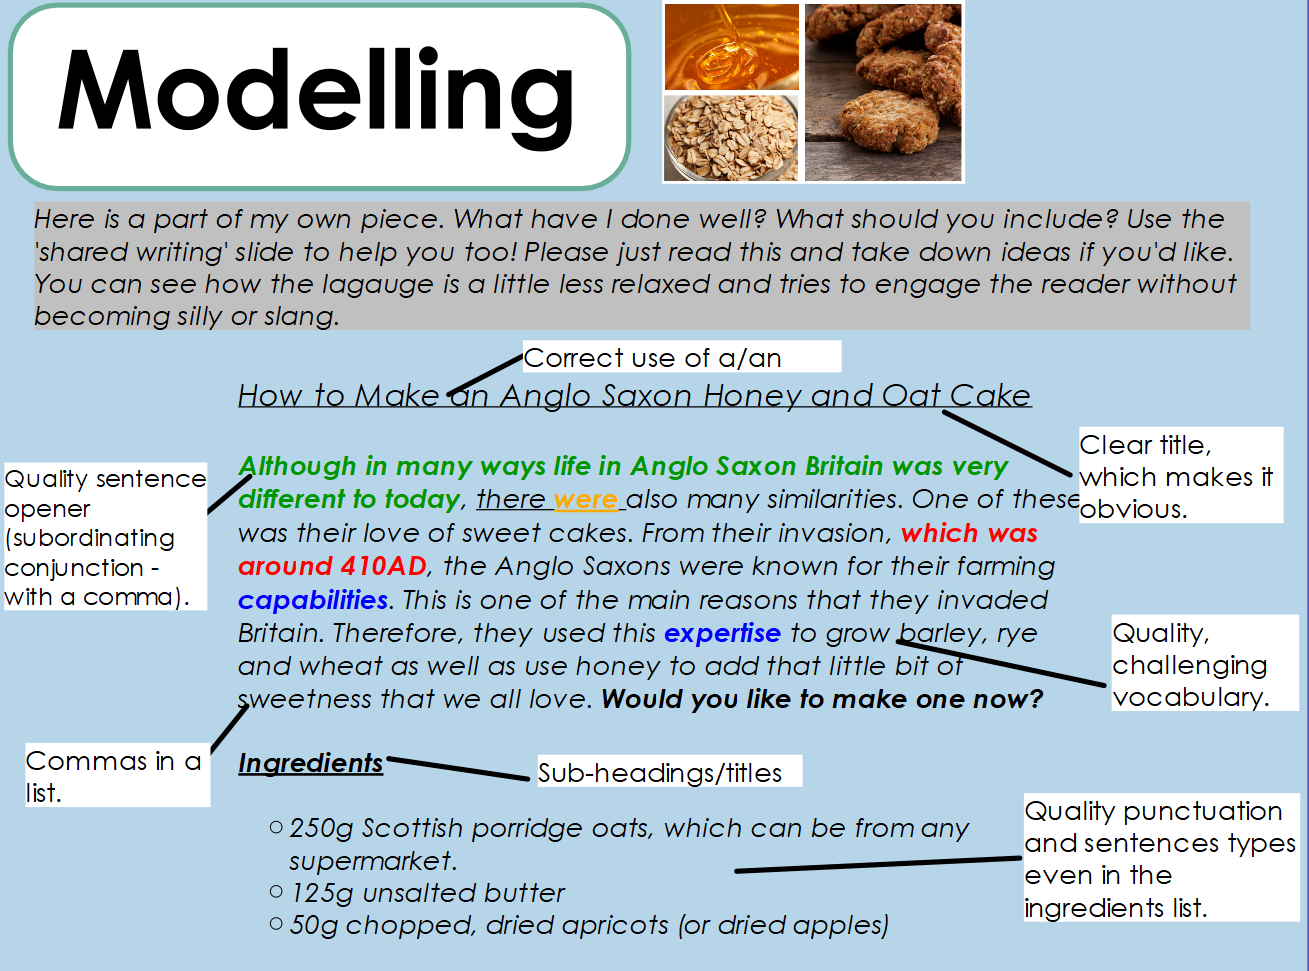 Modelling
Here is a part of my own piece. What have I done well? What should you include? Use the
'shared writing' slide to help you too! Please just read this and take down ideas if you'd like.
You can see how the lagauge is a little less relaxed and tries to engage the reader without
becoming silly or slang.
Correct use of a/an
How to Make an Anglo Saxon Honey and Oat Cake
Clear title,
which makes it
obvious.
Quality sentence
opener
(subordinating
conjunction -
with a comma).
Although in many ways life in Anglo Saxon Britain was very
different to today, there were also many similarities. One of these
was their love of sweet cakes. From their invasion, which was
around 410AD, the Anglo Saxons were known for their farming
capabilities. This is one of the main reasons that they invaded
Britain. Therefore, they used this expertise to grow barley, rye
and wheat as well as use honey to add that little bit of
sweetness that we all love. Would you like to make one now?
Quality,
challenging
vocabulary.
Commas in a
list.
Ingredients
Sub-headings/titles
250g Scottish porridge oats, which can be from any
supermarket.
125g unsalted butter
50g chopped, dried apricots (or dried apples)
Quality punctuation
and sentences types
even in the
ingredients list.